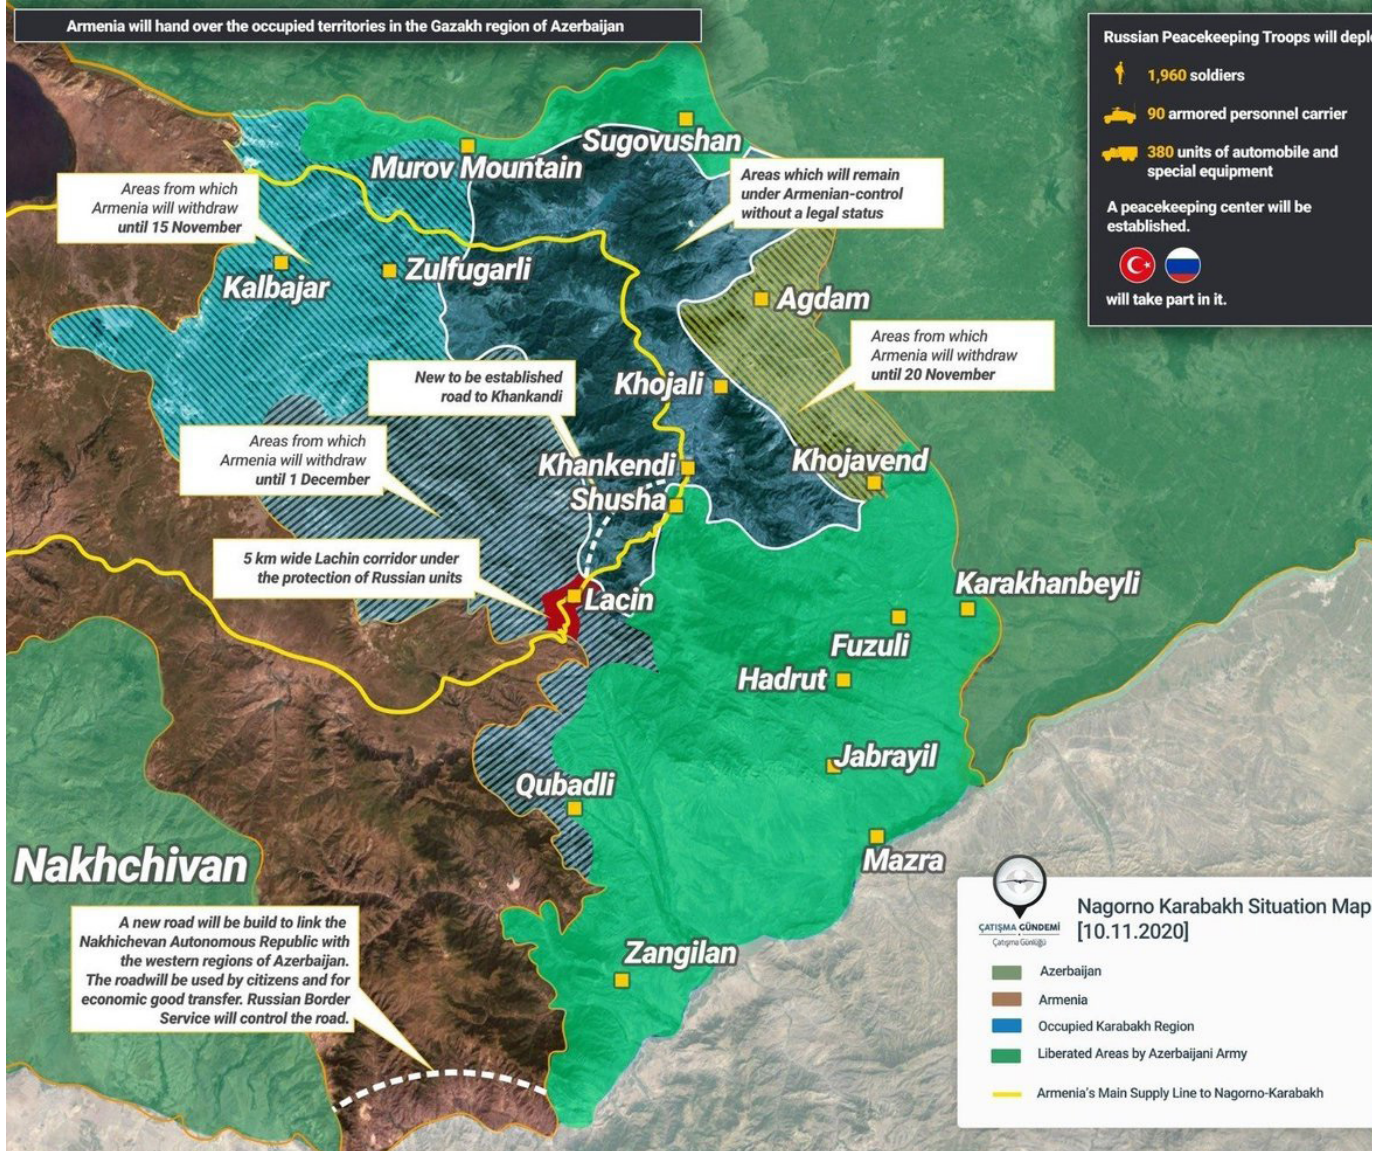 Armenia will hand over the occupied territories in the Gazakh region of Azerbaijan
Russian Peacekeeping Troops will
1,960 soldiers
90 armored personnel carrier
380 units of automobile and
special equipment
A peacekeeping center will be
established.
will take part in it.
Sugovushan
Murov Mountain
Areas which will remain
under Armenian-control
without a legal status
Areas from which
Armenia will withdraw
until 15 November
Kalbajar
Zulfugarli
Agdam
Areas from which
Armenia will withdraw
until 20 November
New to be established
road to Khankandi
Khojali
Areas from which
Armenia will withdraw
until 1 December
Khankendi
Khojavend
Shusha
5 km wide Lachin corridor under
the protection of Russian units
Lacin
Karakhanbeyli
Fuzuli
Hadrut
Jabrayil
Qubadli
Mazra
Nakhchivan
A new road will be build to link the
Nakhichevan Autonomous Republic with
the western regions of Azerbaijan.
The roadwill be used by citizens and for
economic good transfer. Russian Border
Service will control the road.
Zangilan
ÇATIŞMA GÜNDEMİ
Çatışma Günlüğü
Nagorno Karabakh Situation Map
[10.11.2020]
Azerbaijan
Armenia
Occupied Karabakh Region
Liberated Areas by Azerbaijani Army
Armenia's Main Supply Line to Nagorno-Karabakh